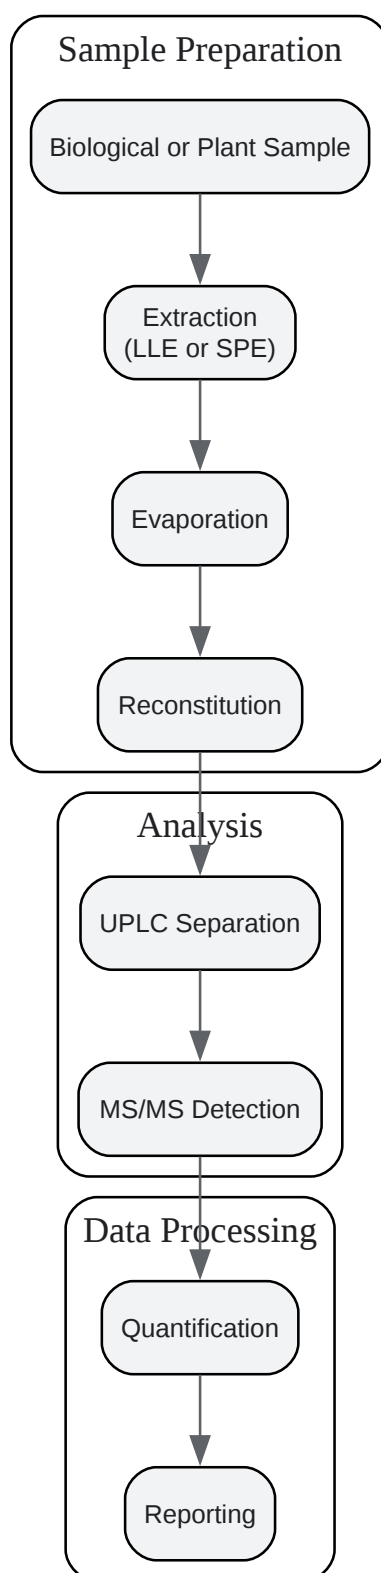 Sample Preparation
Biological or Plant Sample
Extraction
(LLE or SPE)
Evaporation
Reconstitution
Analysis
UPLC Separation
MS/MS Detection
Data Processing
Quantification
Reporting